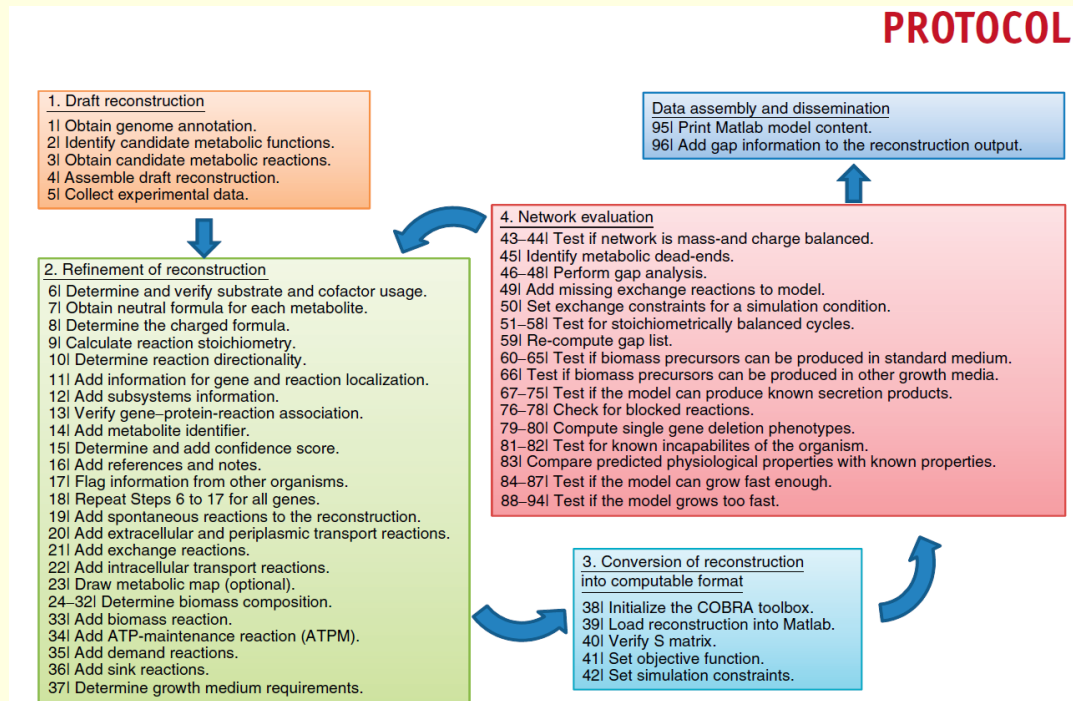 PROTOCOL
1. Draft reconstruction
1| Obtain genome annotation.
2| Identify candidate metabolic functions.
3| Obtain candidate metabolic reactions.
4| Assemble draft reconstruction.
5| Collect experimental data.
2. Refinement of reconstruction
6| Determine and verify substrate and cofactor usage.
7| Obtain neutral formula for each metabolite.
8| Determine the charged formula.
9| Calculate reaction stoichiometry.
10| Determine reaction directionality.
11| Add information for gene and reaction localization.
12| Add subsystems information.
13| Verify gene–protein-reaction association.
14| Add metabolite identifier.
15| Determine and add confidence score.
16| Add references and notes.
17| Flag information from other organisms.
18| Repeat Steps 6 to 17 for all genes.
19| Add spontaneous reactions to the reconstruction.
20| Add extracellular and periplasmic transport reactions.
21| Add exchange reactions.
22| Add intracellular transport reactions.
23| Draw metabolic map (optional).
24–32| Determine biomass composition.
33| Add biomass reaction.
34| Add ATP-maintenance reaction (ATPM).
35| Add demand reactions.
36| Add sink reactions.
37| Determine growth medium requirements.
3. Conversion of reconstruction
into computable format
38| Initialize the COBRA toolbox.
39| Load reconstruction into Matlab.
40| Verify S matrix.
41| Set objective function.
42| Set simulation constraints.
4. Network evaluation
43–44| Test if network is mass-and charge balanced.
45| Identify metabolic dead-ends.
46–48| Perform gap analysis.
49| Add missing exchange reactions to model.
50| Set exchange constraints for a simulation condition.
51–58| Test for stoichiometrically balanced cycles.
59| Re-compute gap list.
60–65| Test if biomass precursors can be produced in standard medium.
66| Test if biomass precursors can be produced in other growth media.
67–75| Test if the model can produce known secretion products.
76–78| Check for blocked reactions.
79–80| Compute single gene deletion phenotypes.
81–82| Test for known incapabilites of the organism.
83| Compare predicted physiological properties with known properties.
84–87| Test if the model can grow fast enough.
88–94| Test if the model grows too fast.
Data assembly and dissemination
95| Print Matlab model content.
96| Add gap information to the reconstruction output.